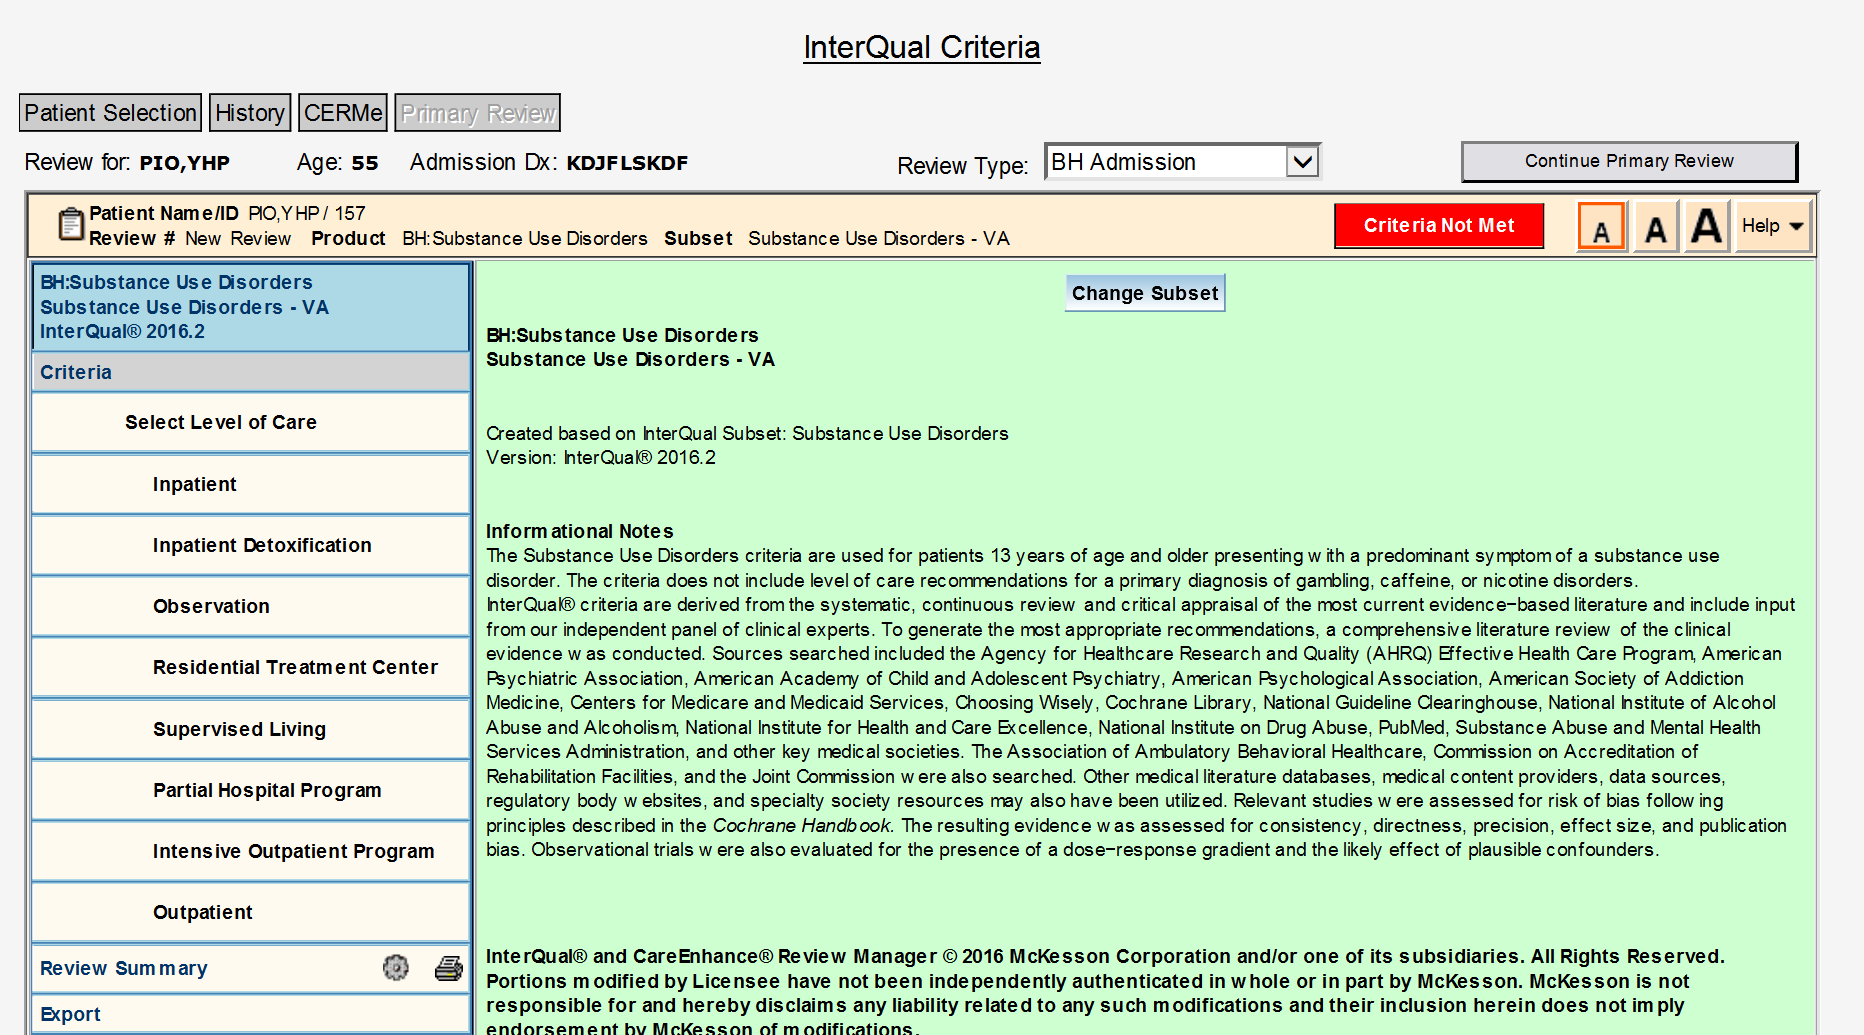 InterQual Criteria
Patient Selection History CERMe Primary Review
Review for: PIO,YHP Age: 55 Admission Dx: KDJFLSKDF Review Type: BH Admission Continue Primary Review
Patient Name/ID PIO,YHP / 157
Review # New Review Product BH:Substance Use Disorders Subset Substance Use Disorders - VA
Criteria Not Met A A A Help
BH:Substance Use Disorders
Substance Use Disorders - VA
InterQual® 2016.2
Criteria
Select Level of Care
Inpatient
Inpatient Detoxification
Observation
Residential Treatment Center
Supervised Living
Partial Hospital Program
Intensive Outpatient Program
Outpatient
Review Summary
Export
Change Subset
BH:Substance Use Disorders
Substance Use Disorders - VA
Created based on InterQual Subset: Substance Use Disorders
Version: InterQual® 2016.2
Informational Notes
The Substance Use Disorders criteria are used for patients 13 years of age and older presenting with a predominant symptom of a substance use
disorder. The criteria does not include level of care recommendations for a primary diagnosis of gambling, caffeine, or nicotine disorders.
InterQual® criteria are derived from the systematic, continuous review and critical appraisal of the most current evidence-based literature and include input
from our independent panel of clinical experts. To generate the most appropriate recommendations, a comprehensive literature review of the clinical
evidence was conducted. Sources searched included the Agency for Healthcare Research and Quality (AHRQ) Effective Health Care Program, American
Psychiatric Association, American Academy of Child and Adolescent Psychiatry, American Psychological Association, American Society of Addiction
Medicine, Centers for Medicare and Medicaid Services, Choosing Wisely, Cochrane Library, National Guideline Clearinghouse, National Institute of Alcohol
Abuse and Alcoholism, National Institute for Health and Care Excellence, National Institute on Drug Abuse, PubMed, Substance Abuse and Mental Health
Services Administration, and other key medical societies. The Association of Ambulatory Behavioral Healthcare, Commission on Accreditation of
Rehabilitation Facilities, and the Joint Commission were also searched. Other medical literature databases, medical content providers, data sources,
regulatory body websites, and specialty society resources may also have been utilized. Relevant studies were assessed for risk of bias following
principles described in the Cochrane Handbook. The resulting evidence was assessed for consistency, directness, precision, effect size, and publication
bias. Observational trials were also evaluated for the presence of a dose-response gradient and the likely effect of plausible confounders.
InterQual® and CareEnhance® Review Manager © 2016 McKesson Corporation and/or one of its subsidiaries. All Rights Reserved.
Portions modified by Licensee have not been independently authenticated in whole or in part by McKesson. McKesson is not
responsible for and hereby disclaims any liability related to any such modifications and their inclusion herein does not imply
endorsement by McKesson of modifications.